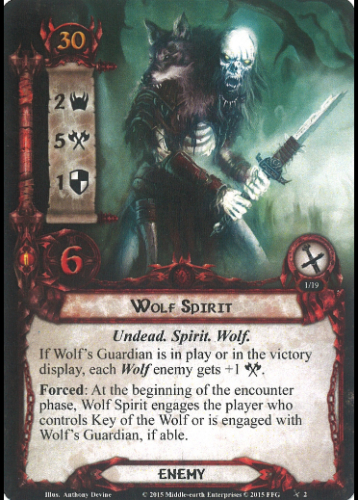 30
2
5
1
6
1/19
WOLF SPIRIT
Undead. Spirit. Wolf.
If Wolf's Guardian is in play or in the victory
display, each Wolf enemy gets +1
Forced: At the beginning of the encounter
phase, Wolf Spirit engages the player who
controls Key of the Wolf or is engaged with
Wolf's Guardian, if able.
ENEMY
Illus. Anthony Devine © 2015 Middle-earth Enterprises © 2015 FFG 2